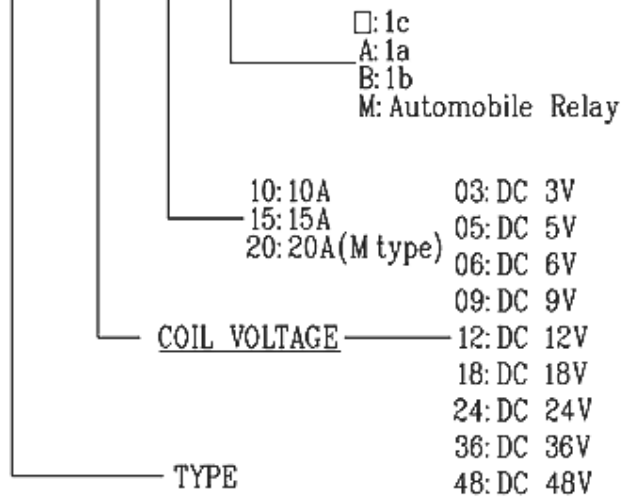 □:1c
A:1a
B:1b
M:Automobile Relay
10:10A
15:15A
20:20A(M type)
03:DC 3V
05:DC 5V
06:DC 6V
09:DC 9V
COIL VOLTAGE
12:DC 12V
18:DC 18V
24:DC 24V
36:DC 36V
TYPE
48:DC 48V